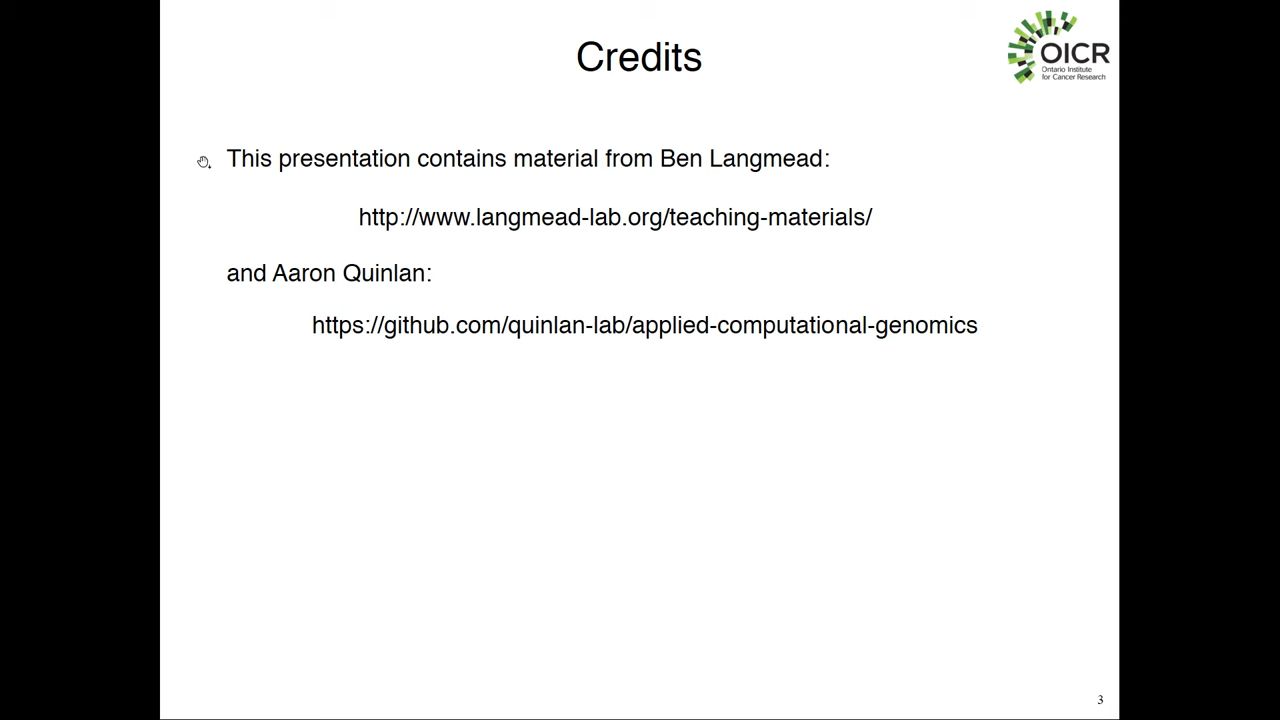 Credits
OICR
Ontario Institute
for Cancer Research
This presentation contains material from Ben Langmead:
http://www.langmead-lab.org/teaching-materials/
and Aaron Quinlan:
https://github.com/quinlan-lab/applied-computational-genomics
3